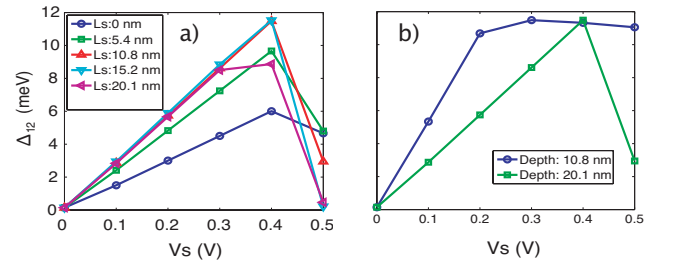 12
10
8
6
4
2
0
Δ12 (meV)
Ls:0 nm
Ls:5.4 nm
Ls:10.8 nm
Ls:15.2 nm
Ls:20.1 nm
a)
0 0.1 0.2 0.3 0.4 0.5
Vs (V)
b)
Depth: 10.8 nm
Depth: 20.1 nm
0 0.1 0.2 0.3 0.4 0.5
Vs (V)